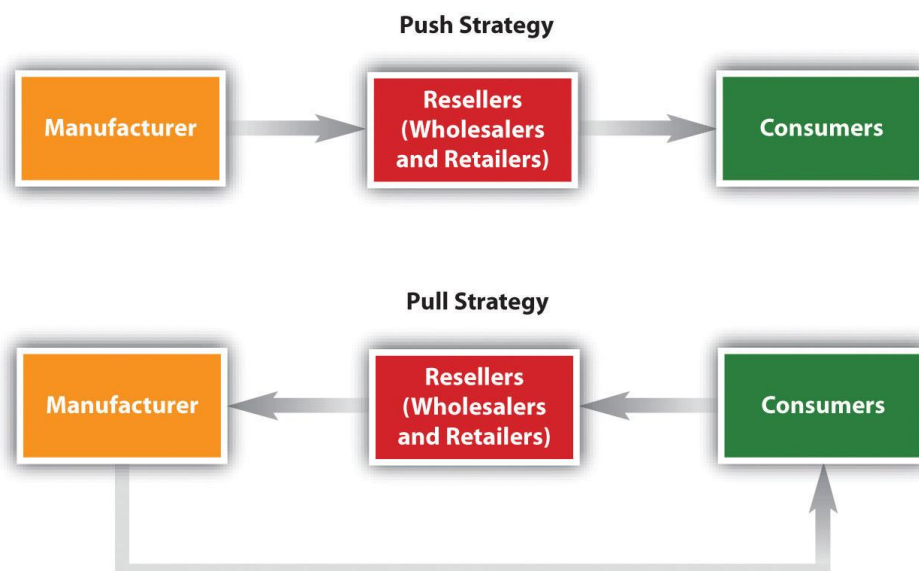 Push Strategy
Manufacturer
Resellers
(Wholesalers
and Retailers)
Consumers
Pull Strategy
Manufacturer
Resellers
(Wholesalers
and Retailers)
Consumers